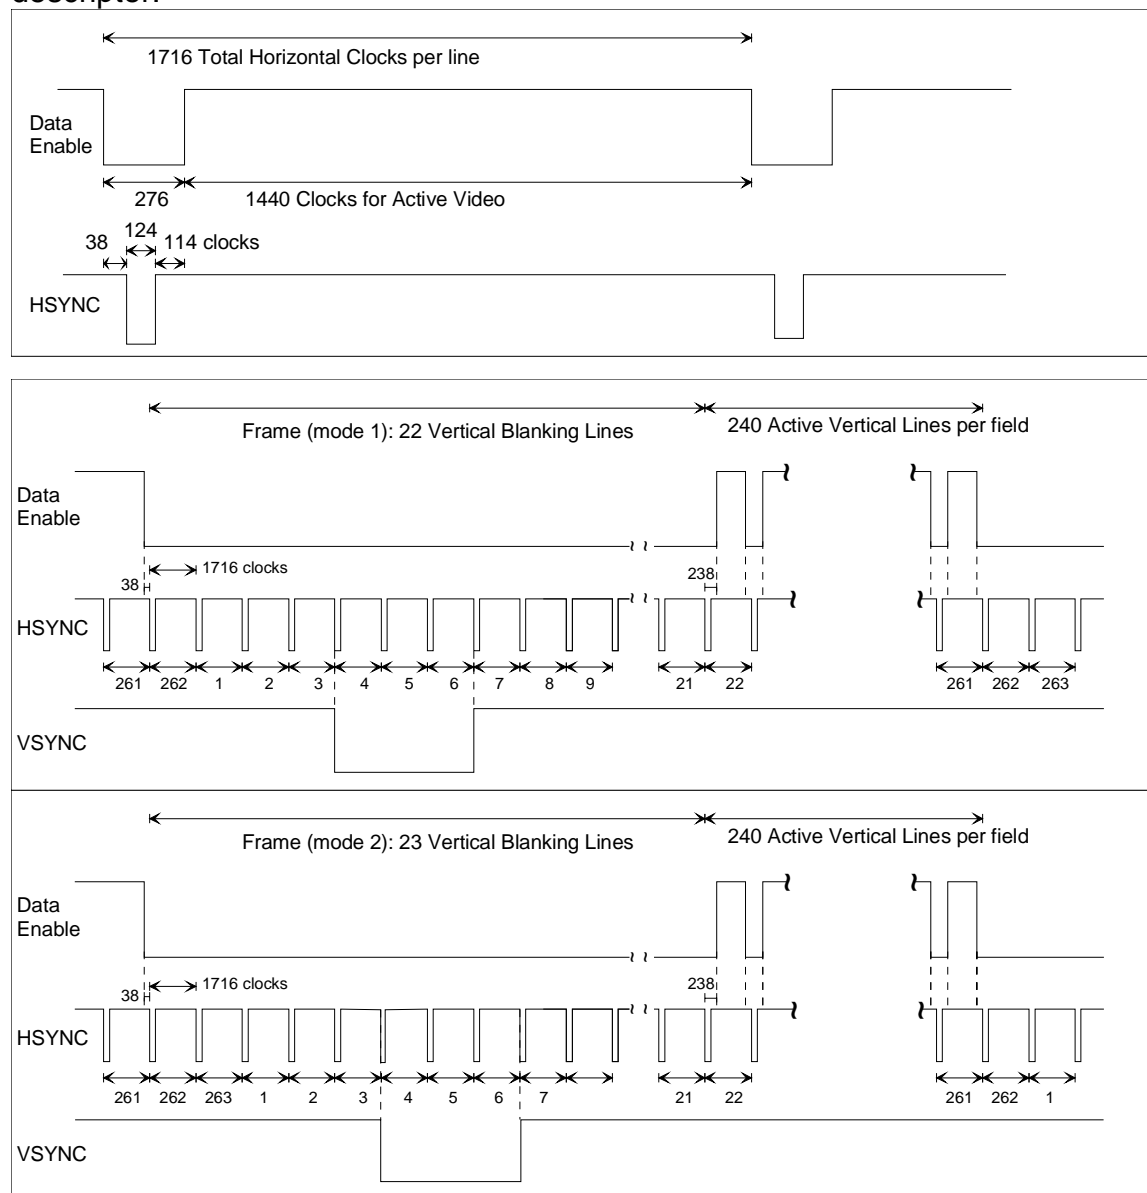 descriptor.
1716 Total Horizontal Clocks per line
Data
Enable
276
1440 Clocks for Active Video
124
38
114 clocks
HSYNC
Frame (mode 1): 22 Vertical Blanking Lines
240 Active Vertical Lines per field
Data
Enable
1716 clocks
38
238
HSYNC
261 262 1 2 3 4 5 6 7 8 9 21 22 261 262 263
VSYNC
Frame (mode 2): 23 Vertical Blanking Lines
240 Active Vertical Lines per field
Data
Enable
1716 clocks
38
238
HSYNC
261 262 263 1 2 3 4 5 6 7 21 22 261 262 1
VSYNC